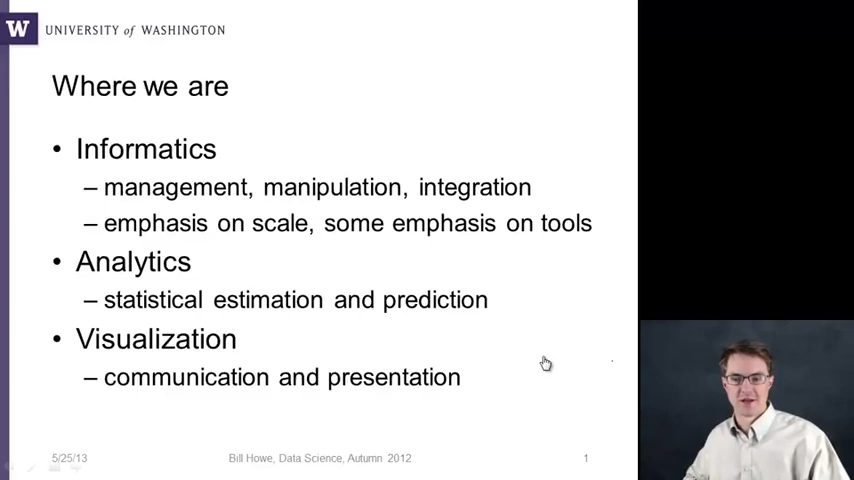 W UNIVERSITY of WASHINGTON
Where we are
• Informatics
– management, manipulation, integration
– emphasis on scale, some emphasis on tools
• Analytics
– statistical estimation and prediction
• Visualization
– communication and presentation
5/25/13 Bill Howe, Data Science, Autumn 2012 1